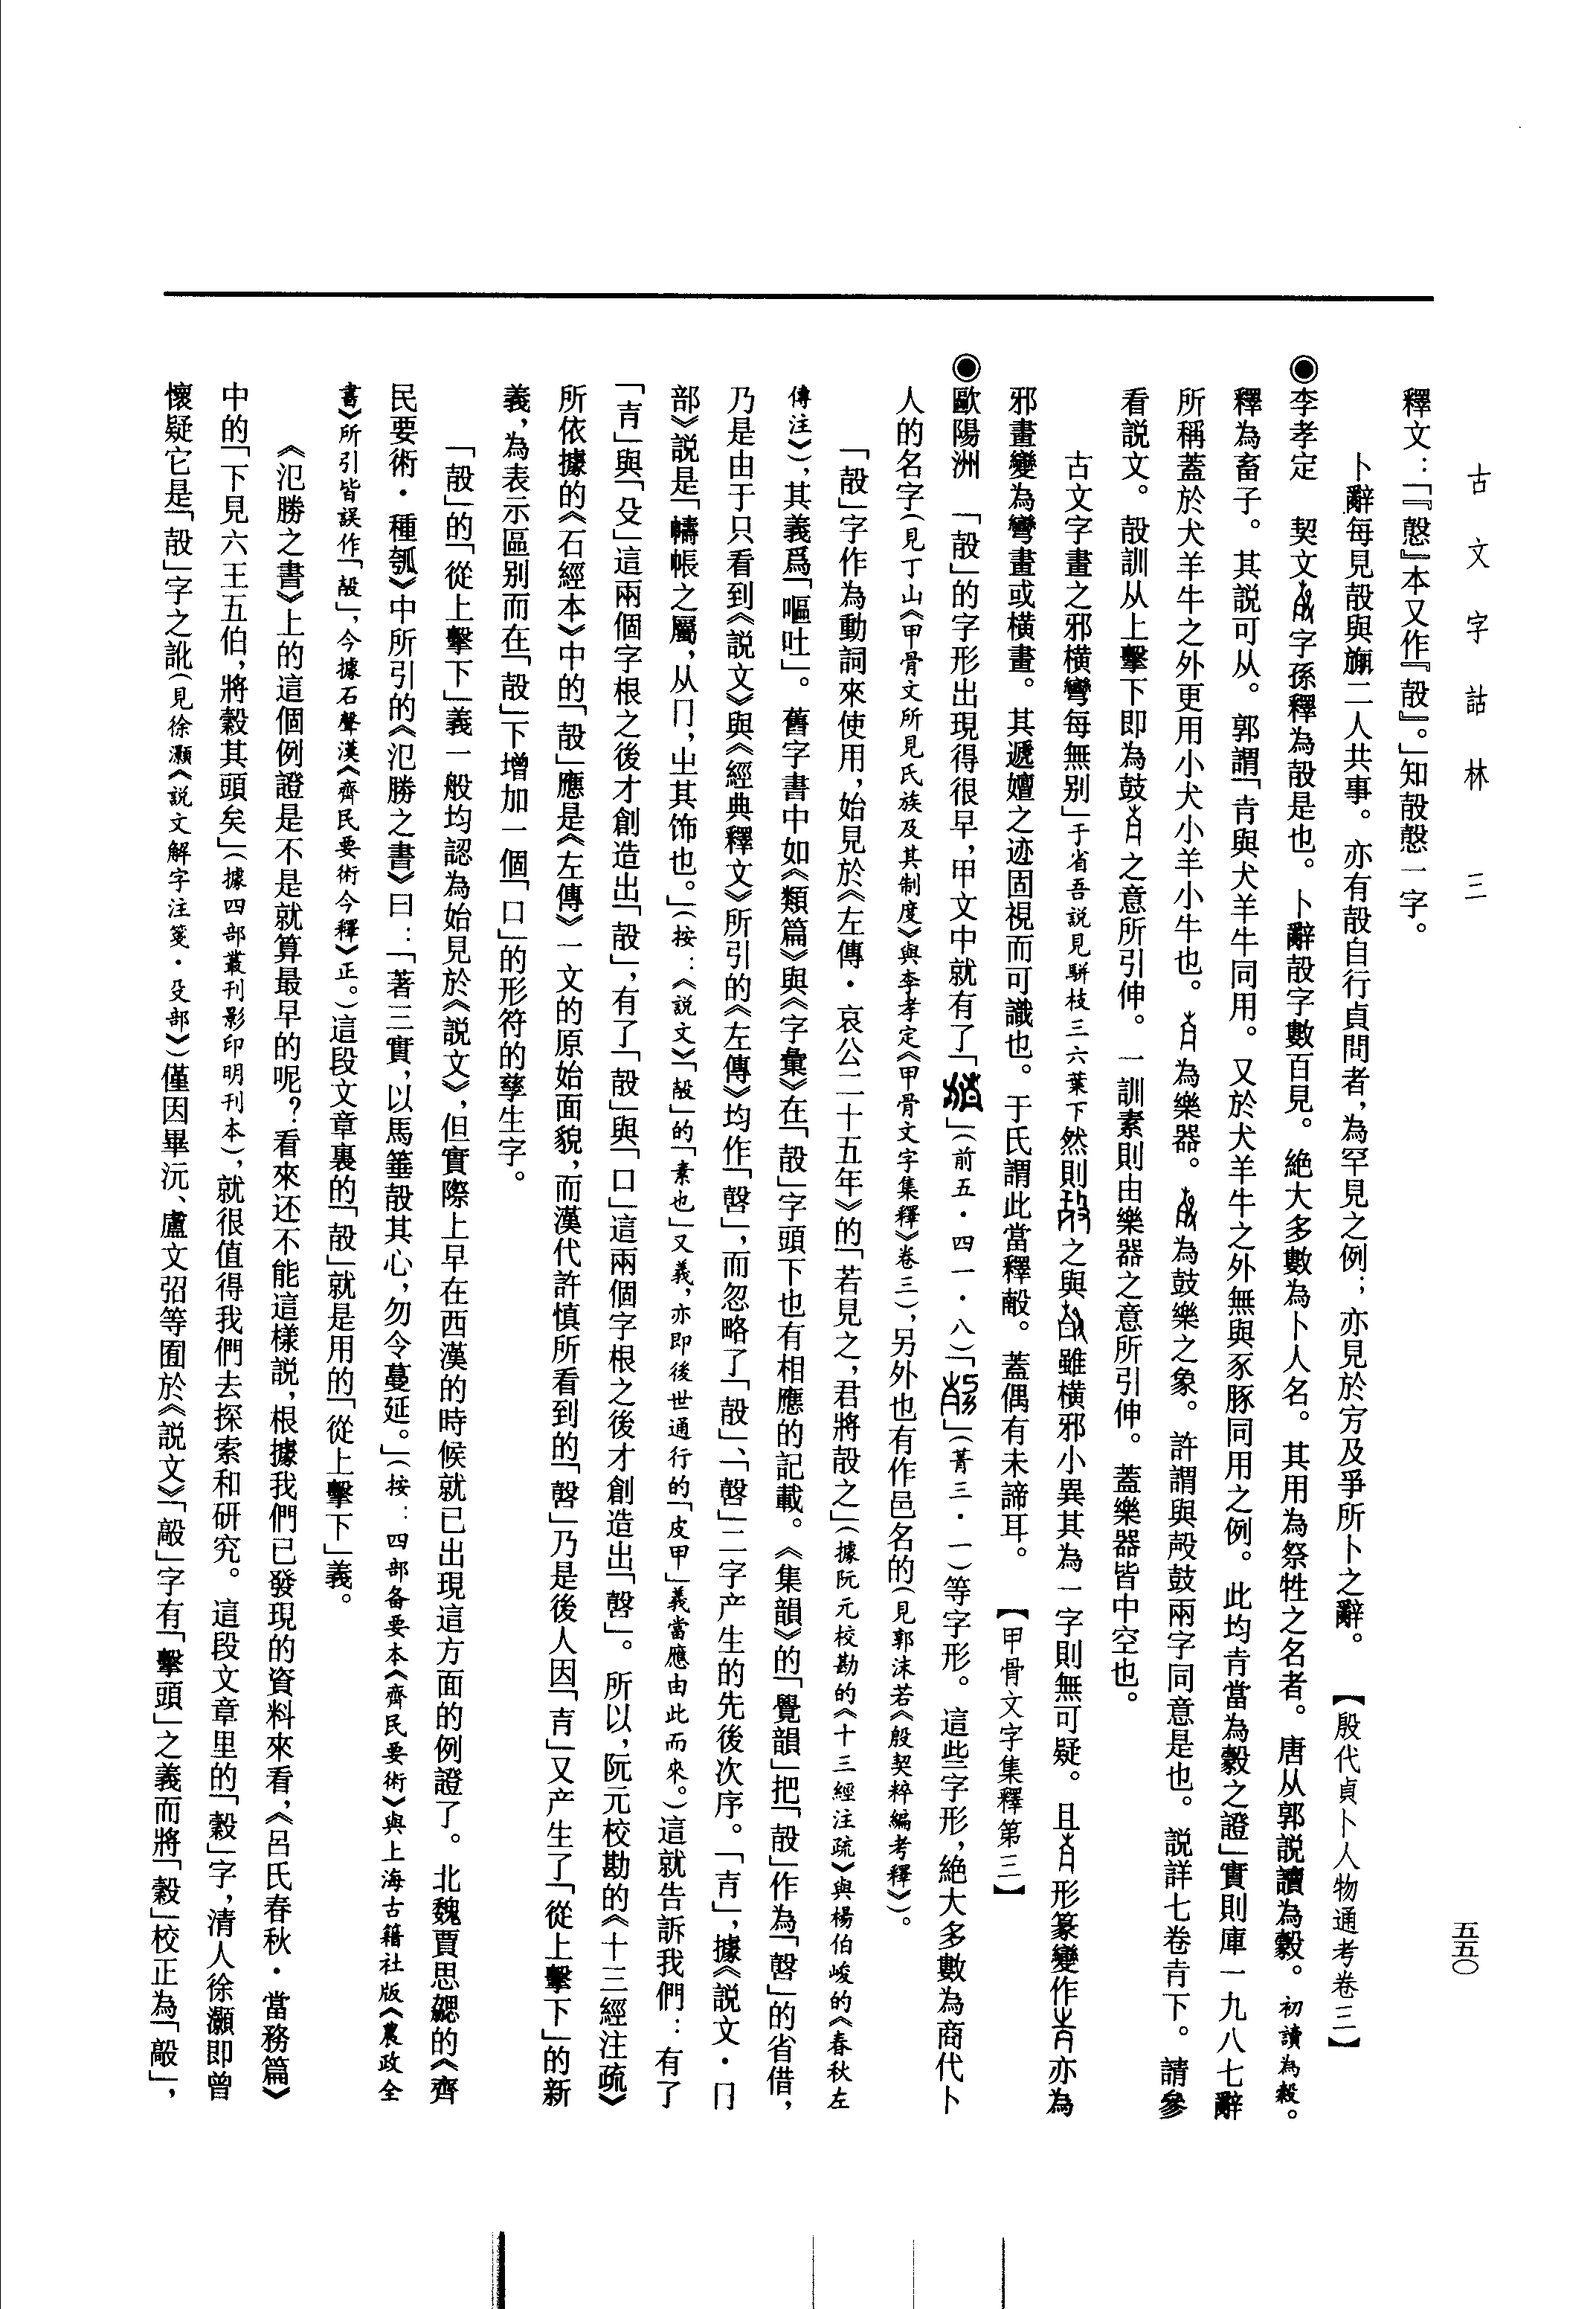 古文字詁林 三
五五〇
釋文：「『慤』本又作『㱿』。」知㱿慤一字。
卜辭每見㱿與旟二人共事。亦有㱿自行貞問者，為罕見之例；亦見於㝑及爭所卜之辭。 【殷代貞卜人物通考卷三】
◉李孝定 契文字孫釋為㱿是也。卜辭㱿字數百見。絕大多數為卜人名。其用為祭牲之名者。唐从郭説讀為㝅。初讀為縠。
釋為畜子。其説可从。郭謂「𡉉與犬羊牛同用。又於犬羊牛之外無與豕豚同用之例。此均𡉉當為㝅之證」實則庫一九八七辭
所稱蓋於犬羊牛之外更用小犬小羊小牛也。為樂器。為鼓樂之象。許謂與殸鼓兩字同意是也。説詳七卷𡉉下。請參
看説文。㱿訓从上擊下即為鼓之意所引伸。一訓素則由樂器之意所引伸。蓋樂器皆中空也。
古文字畫之邪橫彎每無別」于省吾説見駢枝三六葉下然則之與雖橫邪小異其為一字則無可疑。且形篆變作亦為
邪畫變為彎畫或橫畫。其遞嬗之迹固視而可識也。于氏謂此當釋㱿。蓋偶有未諦耳。 【甲骨文字集釋第三】
◉歐陽洲 「㱿」的字形出現得很早，甲文中就有了「」（前五·四一·八）「」（菁三·一）等字形。這些字形，絕大多數為商代卜
人的名字（見丁山《甲骨文所見氏族及其制度》與李孝定《甲骨文字集釋》卷三），另外也有作邑名的（見郭沫若《殷契粹編考釋》）。
「㱿」字作為動詞來使用，始見於《左傳·哀公二十五年》的「若見之，君將㱿之」（據阮元校勘的《十三經注疏》與楊伯峻的《春秋左
傳注》），其義爲「嘔吐」。舊字書中如《類篇》與《字彙》在「㱿」字頭下也有相應的記載。《集韻》的「覺韻」把「㱿」作為「𣪊」的省借，
乃是由于只看到《說文》與《經典釋文》所引的《左傳》均作「𣪊」，而忽略了「㱿」、「𣪊」二字产生的先後次序。「𡉉」，據《說文·冂
部》説是「幬帳之屬，从冂，㞢其饰也。」（按：《説文》「㱿」的「素也」又義，亦即後世通行的「皮甲」義當應由此而來。）這就告訴我們：有了
「𡉉」與「殳」這兩個字根之後才創造出「㱿」，有了「㱿」與「口」這兩個字根之後才創造出「𣪊」。所以，阮元校勘的《十三經注疏》
所依據的《石經本》中的「㱿」應是《左傳》一文的原始面貌，而漢代許慎所看到的「𣪊」乃是後人因「𡉉」又产生了「從上擊下」的新
義，為表示區別而在「㱿」下增加一個「口」的形符的孳生字。
「㱿」的「從上擊下」義一般均認為始見於《説文》，但實際上早在西漢的時候就已出現這方面的例證了。北魏賈思勰的《齊
民要術·種瓠》中所引的《氾勝之書》曰：「著三實，以馬箠㱿其心，勿令蔓延。」（按：四部备要本《齊民要術》與上海古籍社版《農政全
書》所引皆誤作「㱿」，今據石聲漢《齊民要術今釋》正。）這段文章裏的「㱿」就是用的「從上擊下」義。
《氾勝之書》上的這個例證是不是就算最早的呢？看來还不能這樣説，根據我們已發現的資料來看，《呂氏春秋·當務篇》
中的「下見六王五伯，將㝅其頭矣」（據四部叢刊影印明刊本），就很值得我們去探索和研究。這段文章里的「㝅」字，清人徐灝即曾
懷疑它是「㱿」字之訛（見徐灝《説文解字注箋·殳部》）僅因畢沅、盧文弨等囿於《説文》「敲」字有「擊頭」之義而將「㝅」校正為「敲」，